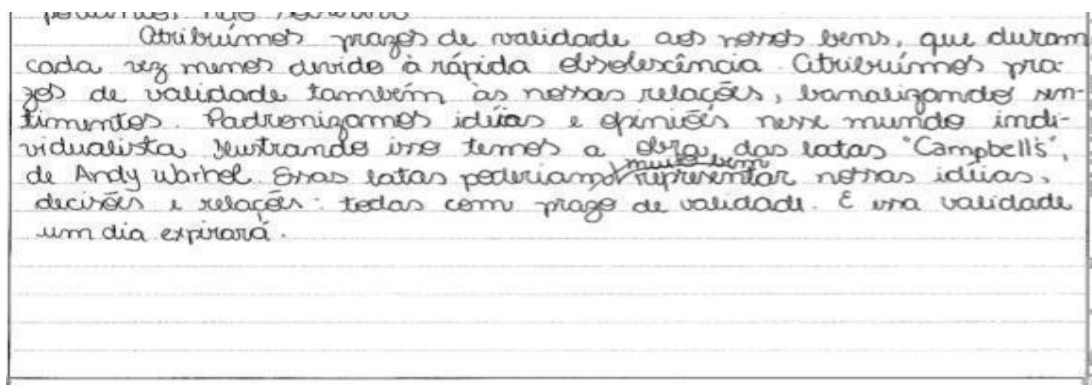 Atribuímos prazos de validade aos nossos bens, que duram
cada vez menos devido à rápida obsolescência. Atribuímos pra-
zos de validade também às nossas relações, banalizando sen-
timentos. Padronizamos idéias e opiniões nesse mundo indi-
vidualista. Ilustrando isso temos a obra das latas "Campbell's",
de Andy Warhol. Essas latas poderiam muito bem representar nossas idéias,
decisões e relações: todas com prazo de validade. E essa validade
um dia expirará.